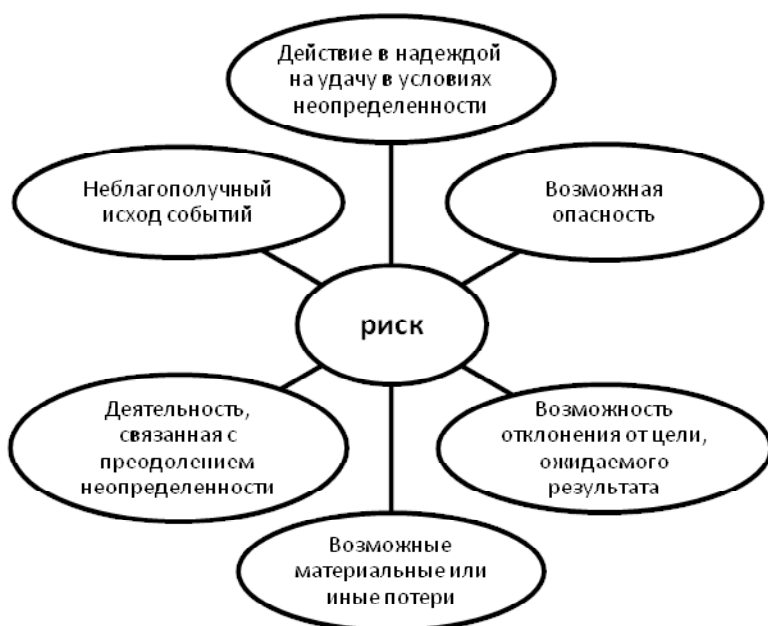 Действие в надеждой
на удачу в условиях
неопределенности
Неблагополучный
исход событий
Возможная
опасность
риск
Деятельность,
связанная с
преодолением
неопределенности
Возможность
отклонения от цели,
ожидаемого
результата
Возможные
материальные или
иные потери